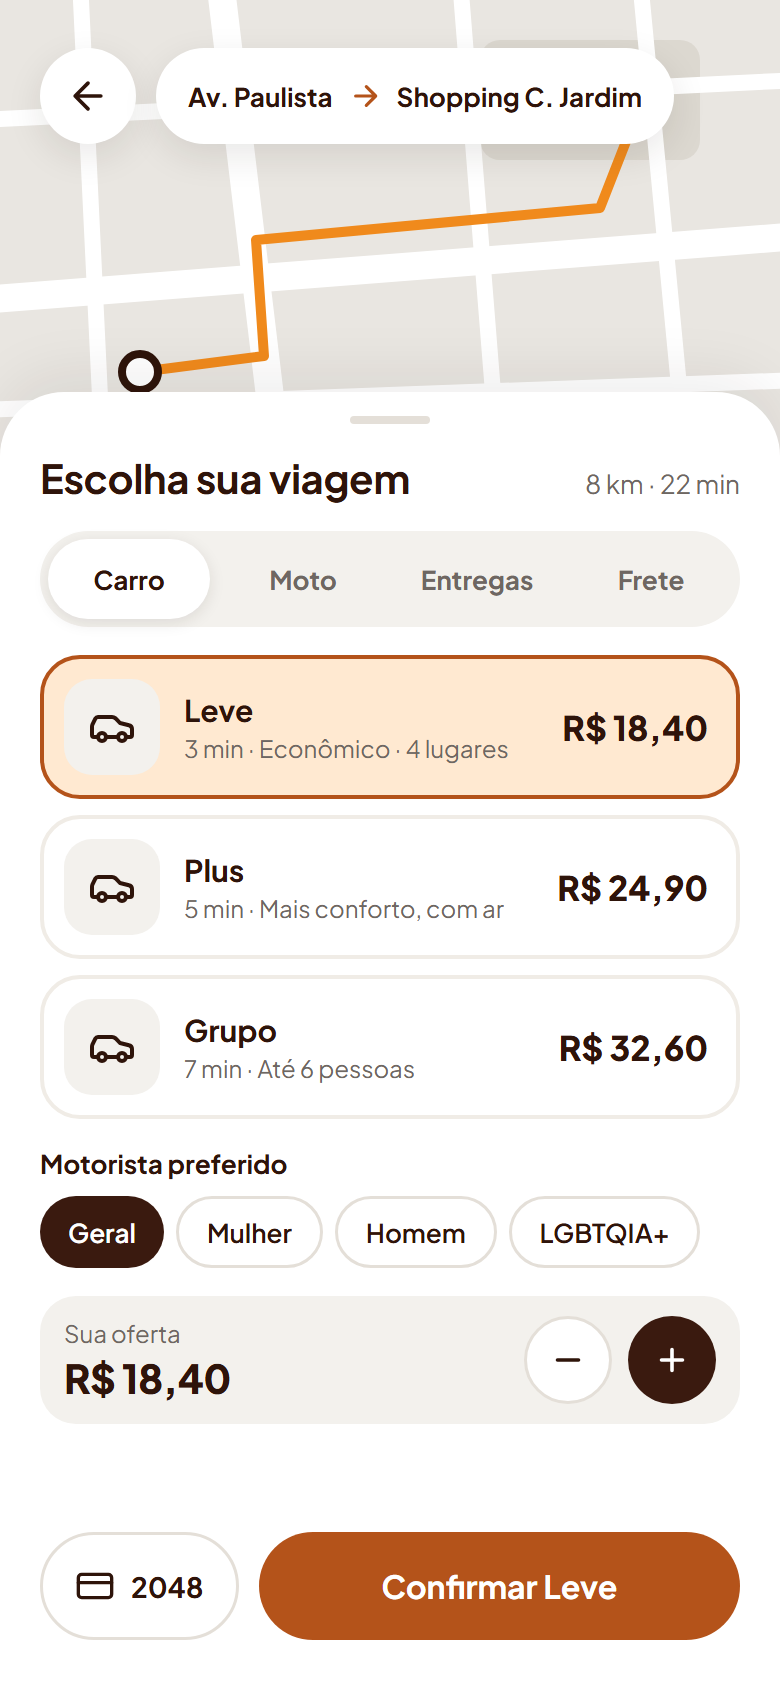 Av. Paulista → Shopping C. Jardim
Escolha sua viagem
8 km · 22 min
Carro
Moto
Entregas
Frete
Leve
3 min · Econômico · 4 lugares
R$ 18,40
Plus
5 min · Mais conforto, com ar
R$ 24,90
Grupo
7 min · Até 6 pessoas
R$ 32,60
Motorista preferido
Geral
Mulher
Homem
LGBTQIA+
Sua oferta
R$ 18,40
2048
Confirmar Leve